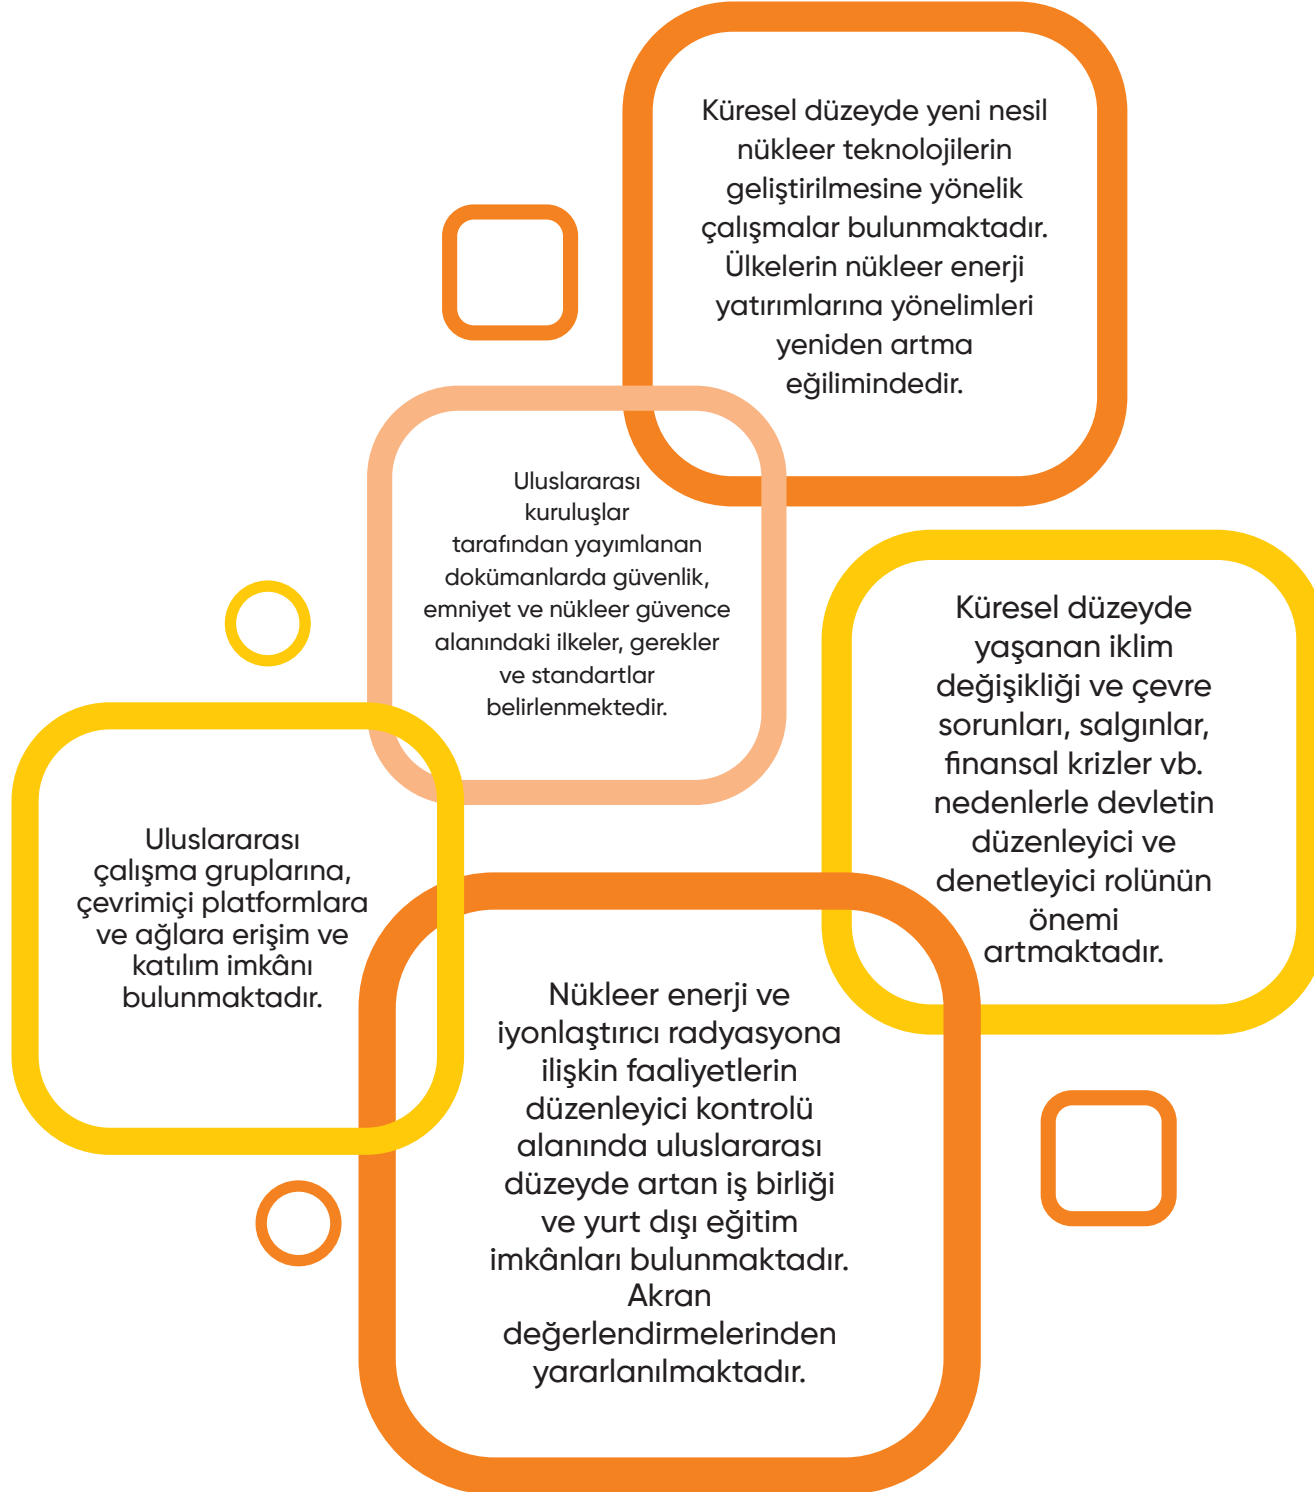 Küresel düzeyde yeni nesil
nükleer teknolojilerin
geliştirilmesine yönelik
çalışmalar bulunmaktadır.
Ülkelerin nükleer enerji
yatırımlarına yönelimleri
yeniden artma
eğilimindedir.
Uluslararası
kuruluşlar
tarafından yayımlanan
dokümanlarda güvenlik,
emniyet ve nükleer güvence
alanındaki ilkeler, gerekler
ve standartlar
belirlenmektedir.
Küresel düzeyde
yaşanan iklim
değişikliği ve çevre
sorunları, salgınlar,
finansal krizler vb.
nedenlerle devletin
düzenleyici ve
denetleyici rolünün
önemi
artmaktadır.
Uluslararası
çalışma gruplarına,
çevrimiçi platformlara
ve ağlara erişim ve
katılım imkânı
bulunmaktadır.
Nükleer enerji ve
iyonlaştırıcı radyasyona
ilişkin faaliyetlerin
düzenleyici kontrolü
alanında uluslararası
düzeyde artan iş birliği
ve yurt dışı eğitim
imkânları bulunmaktadır.
Akran
değerlendirmelerinden
yararlanılmaktadır.